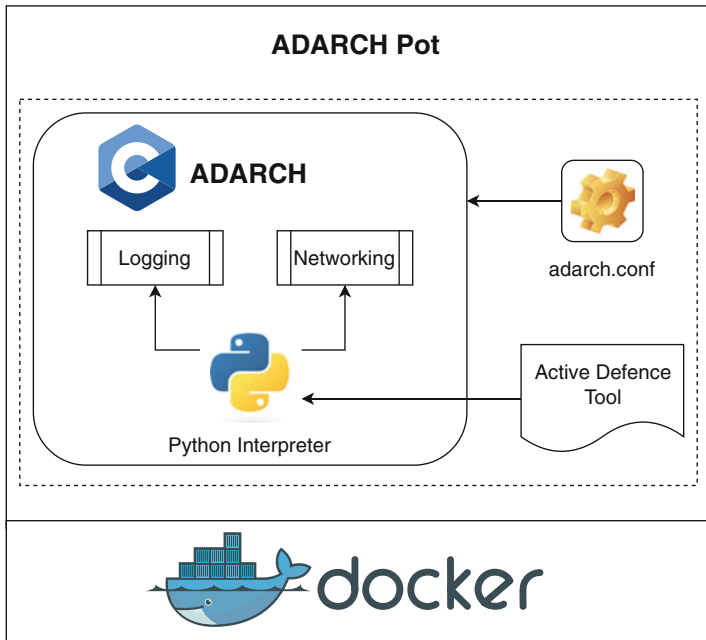 ADARCH Pot
C
ADARCH
Logging
Networking
adarch.conf
Active Defence
Tool
Python Interpreter
docker